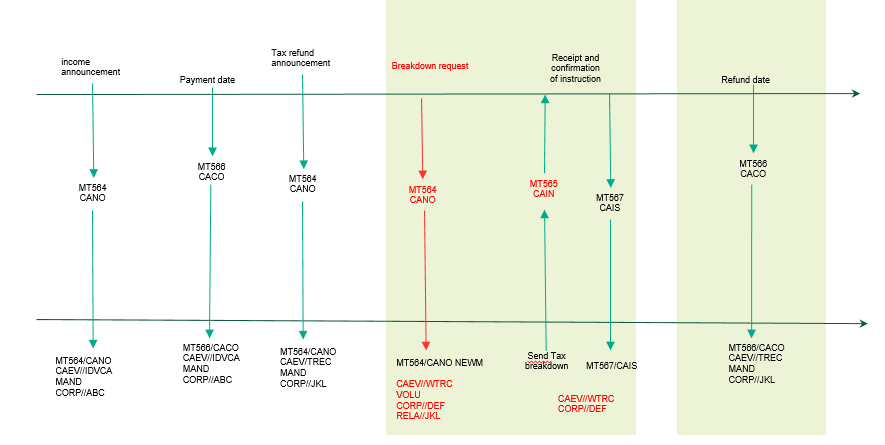 income
announcement
Payment date
Tax refund
announcement
Breakdown request
Receipt and
confirmation
of instruction
Refund date
MT564
CANO
MT566
CACO
MT564
CANO
MT564
CANO
MT565
CAIN
MT567
CAIS
MT566
CACO
MT564/CANO
CAEV//IDVCA
MAND
CORP//ABC
MT566/CACO
CAEV//IDVCA
MAND
CORP//ABC
MT564/CANO
CAEV/TREC
MAND
CORP//JKL
MT564/CANO NEWM
CAEV//WTRC
VOLU
CORP//DEF
RELA//JKL
Send Tax
breakdown
MT567/CAIS
CAEV//WTRC
CORP//DEF
MT566/CACO
CAEV//TREC
MAND
CORP//JKL